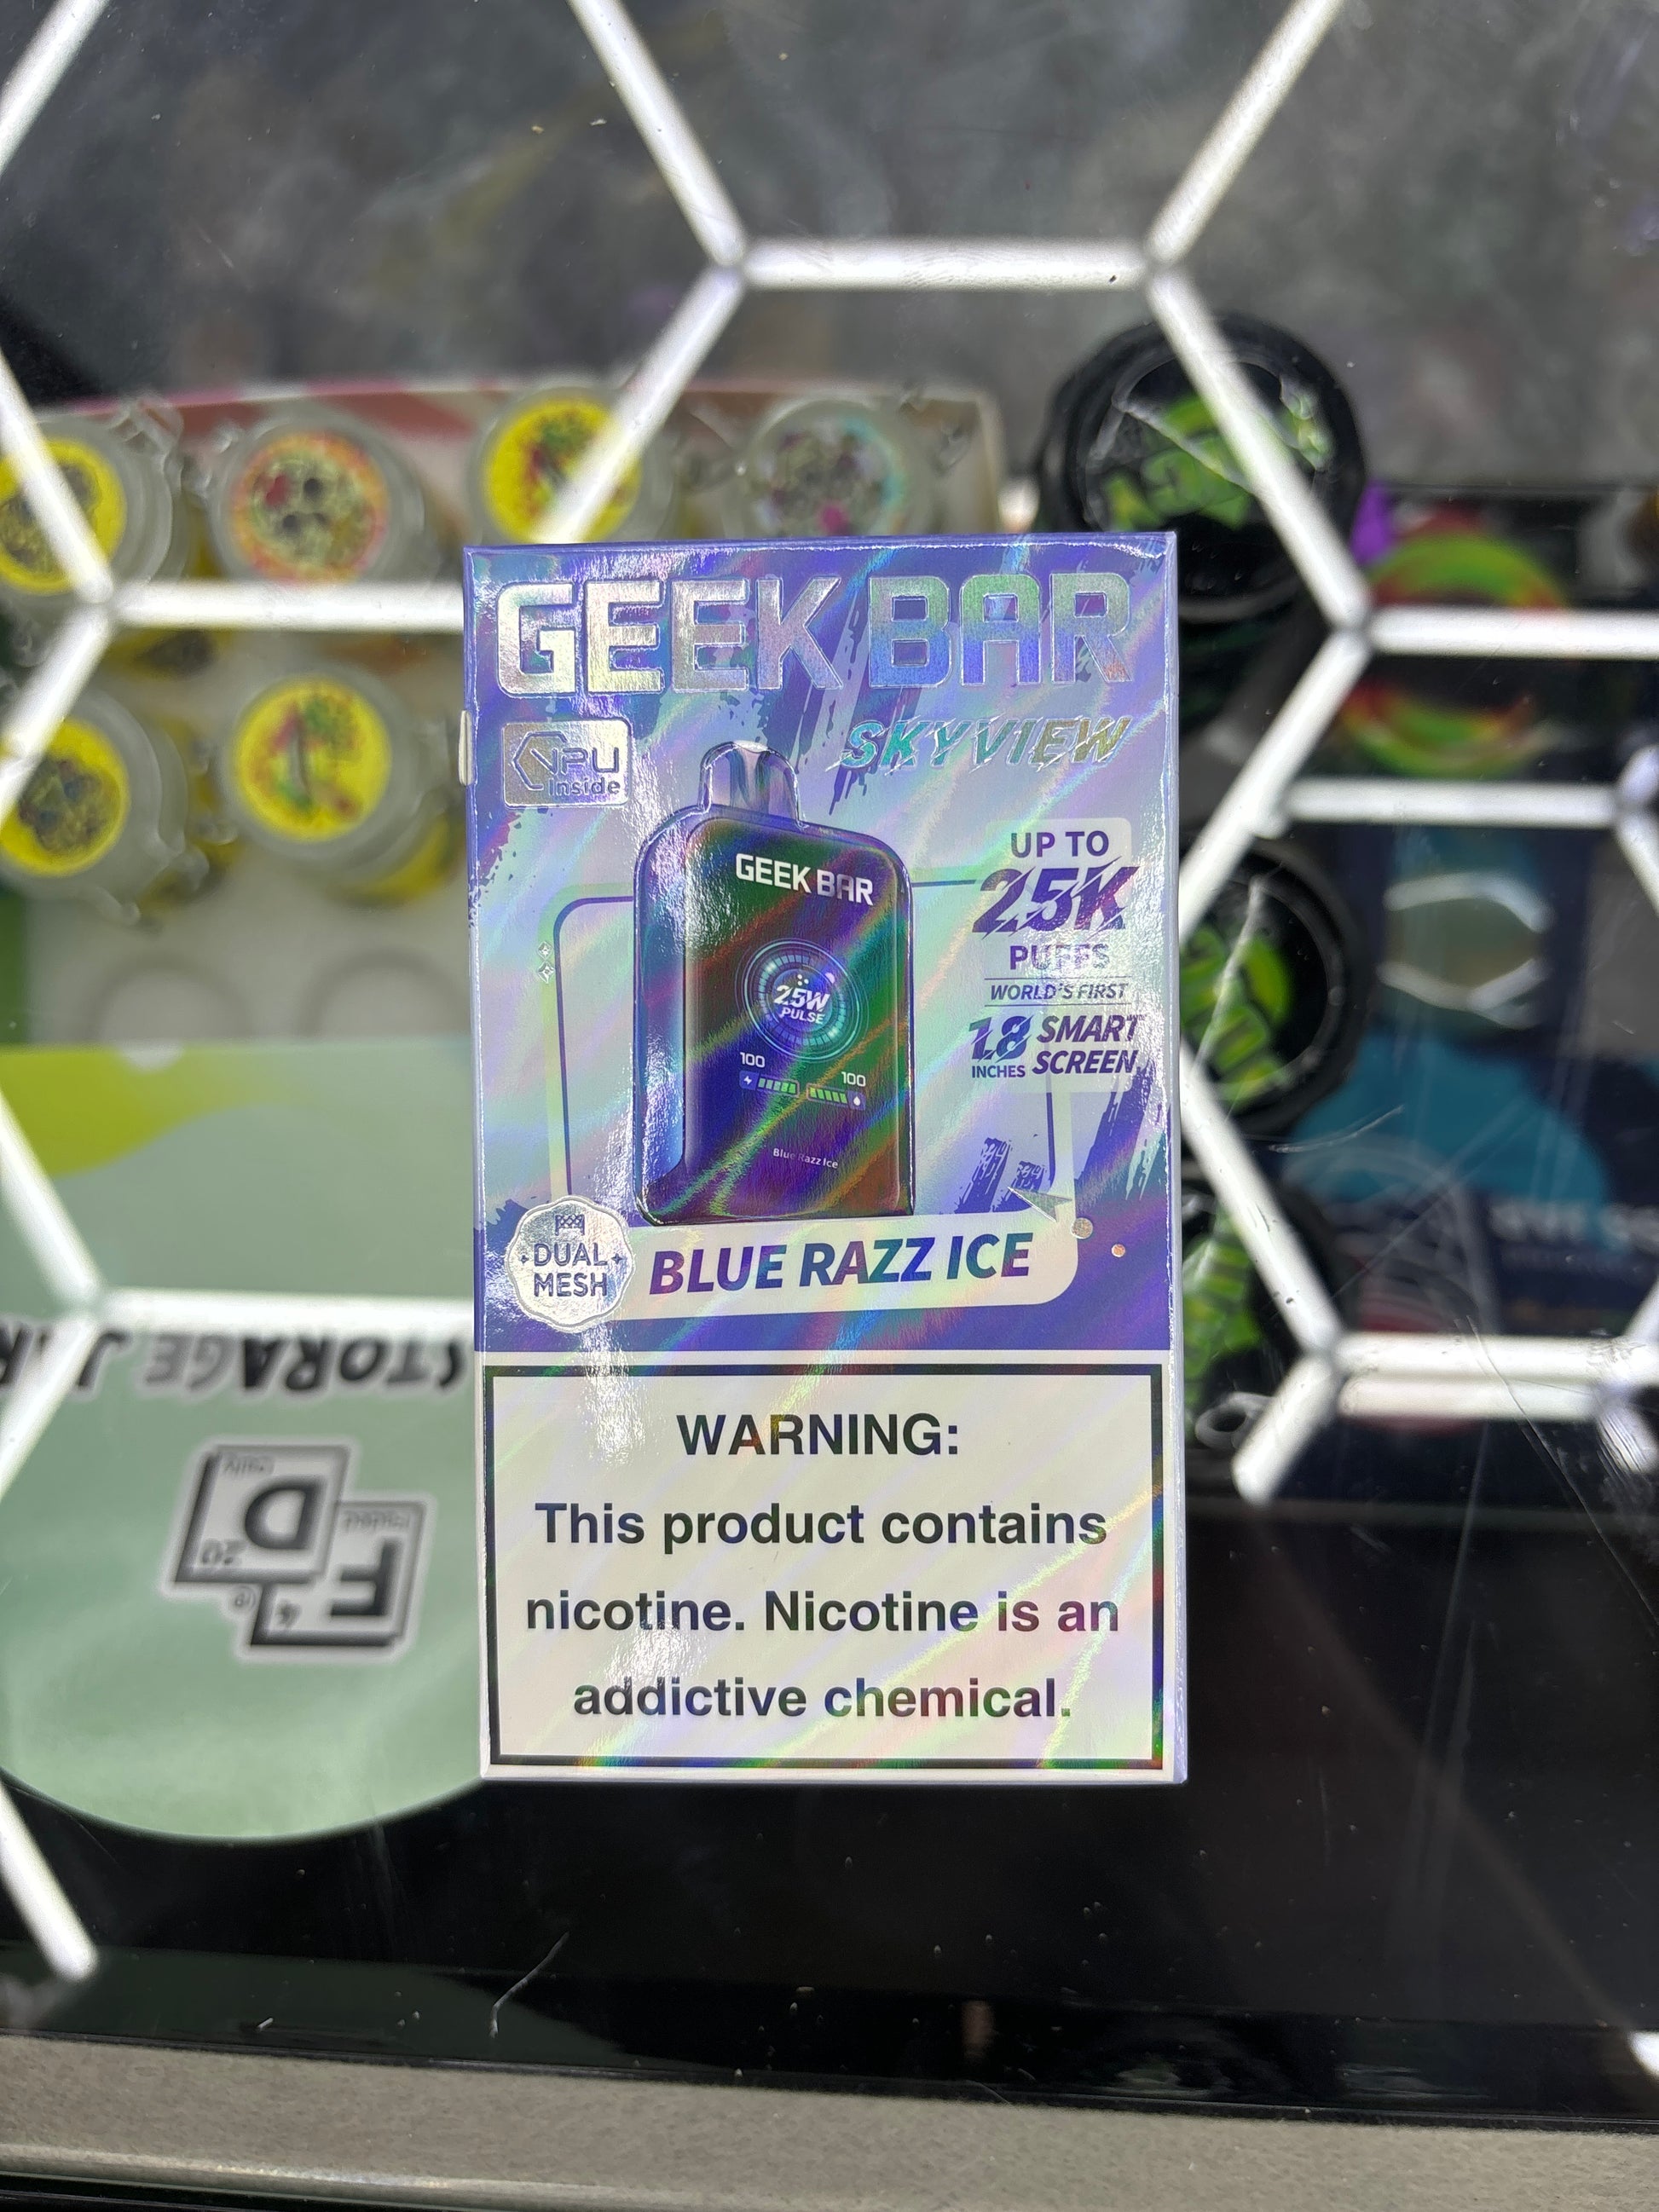 GEEK BAR
SKYVIEW
VPU
Inside
GEEK BAR
25W
PULSE
100
100
Blue Razz Ice
UP TO
25K
PUFFS
WORLD'S FIRST
1.8 SMART
INCHES SCREEN
DUAL
MESH
BLUE RAZZ ICE
WARNING:
This product contains
nicotine. Nicotine is an
addictive chemical.
STORAGE
D
20
F